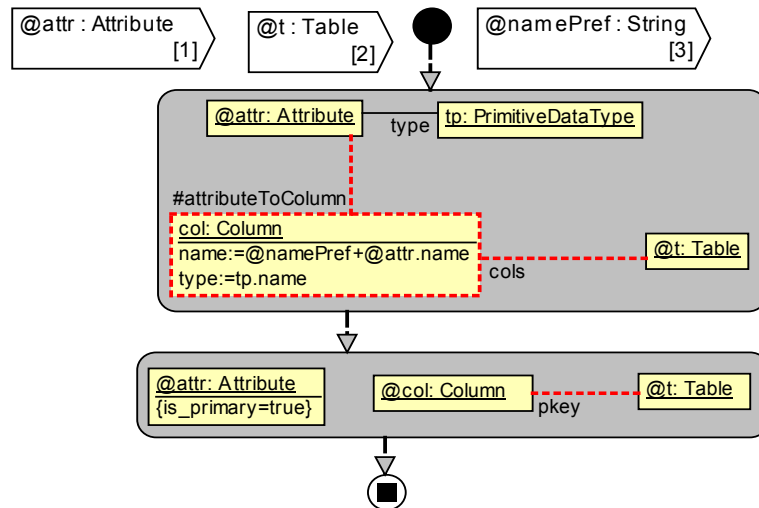 @attr : Attribute
[1]
@t : Table
[2]
@namePref : String
[3]
@attr: Attribute
type
tp: PrimitiveDataType
#attributeToColumn
col: Column
name:=@namePref+@attr.name
type:=tp.name
cols
@t: Table
@attr: Attribute
{is_primary=true}
@col: Column
pkey
@t: Table